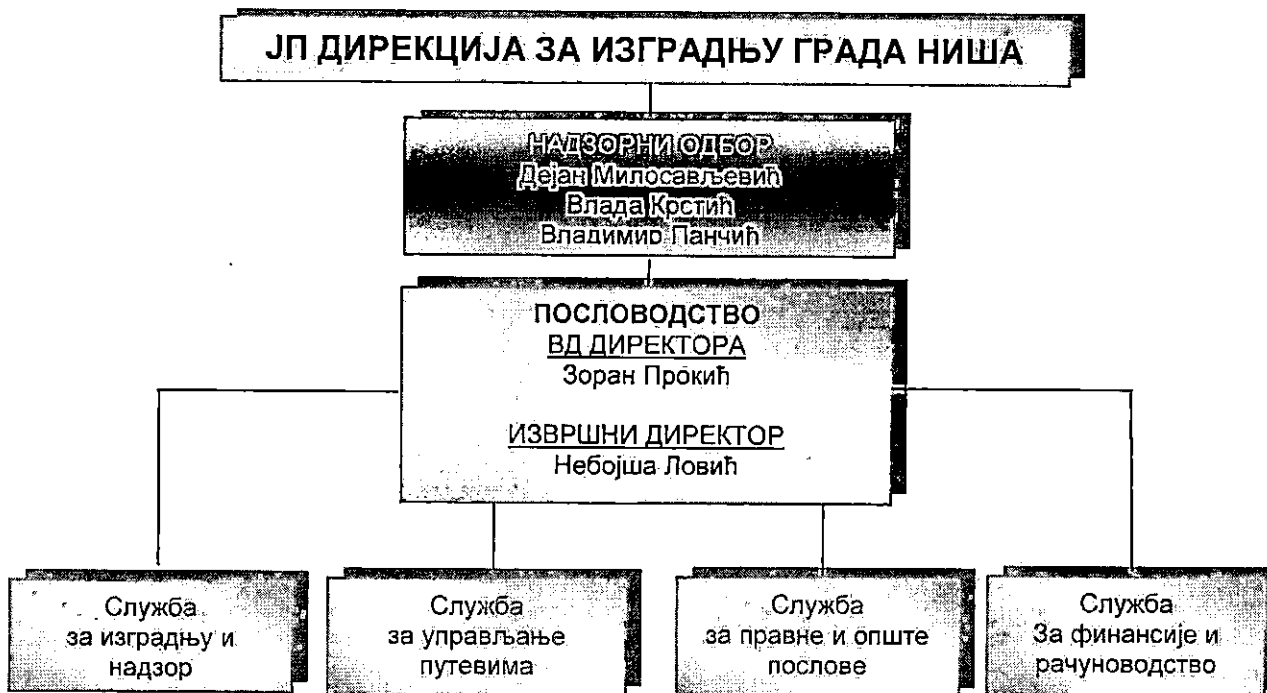 ЈП ДИРЕКЦИЈА ЗА ИЗГРАДЊУ ГРАДА НИША
НАДЗОРНИ ОДБОР
Дејан Милосављевић
Влада Крстић
Владимир Панчић
ПОСЛОВОДСТВО
ВД ДИРЕКТОРА
Зоран Прокић
ИЗВРШНИ ДИРЕКТОР
Небојша Ловић
Служба
за изградњу и
надзор
Служба
за управљање
путевима
Служба
за правне и опште
послове
Служба
За финансије и
рачуноводство